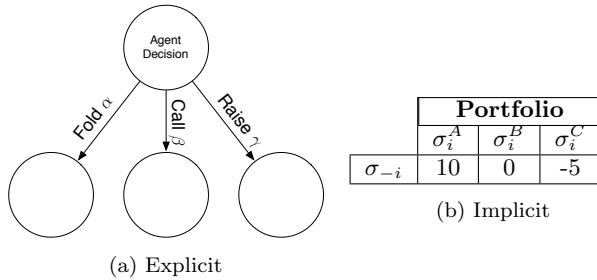 Agent
Decision
Fold α
Call β
Raise γ
(a) Explicit
Portfolio
σ_i^A σ_i^B σ_i^C
σ_{-i} 10 0 -5
(b) Implicit